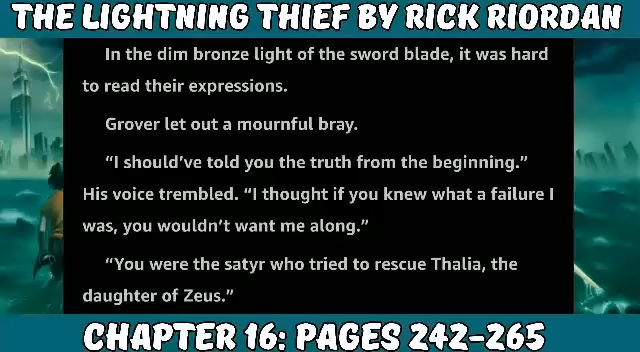 THE LIGHTNING THIEF BY RICK RIORDAN
In the dim bronze light of the sword blade, it was hard
to read their expressions.
Grover let out a mournful bray.
“I should’ve told you the truth from the beginning.”
His voice trembled. “I thought if you knew what a failure I
was, you wouldn’t want me along.”
“You were the satyr who tried to rescue Thalia, the
daughter of Zeus.”
CHAPTER 16: PAGES 242-265